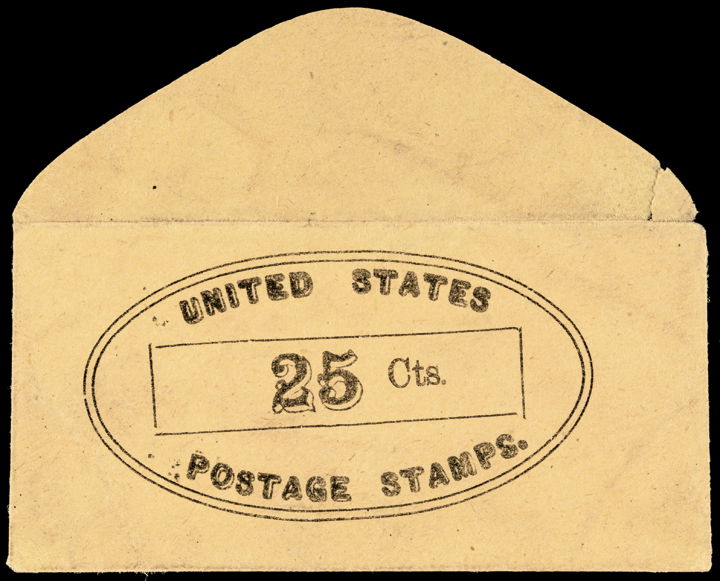 UNITED STATES
25 Cts.
POSTAGE STAMPS.